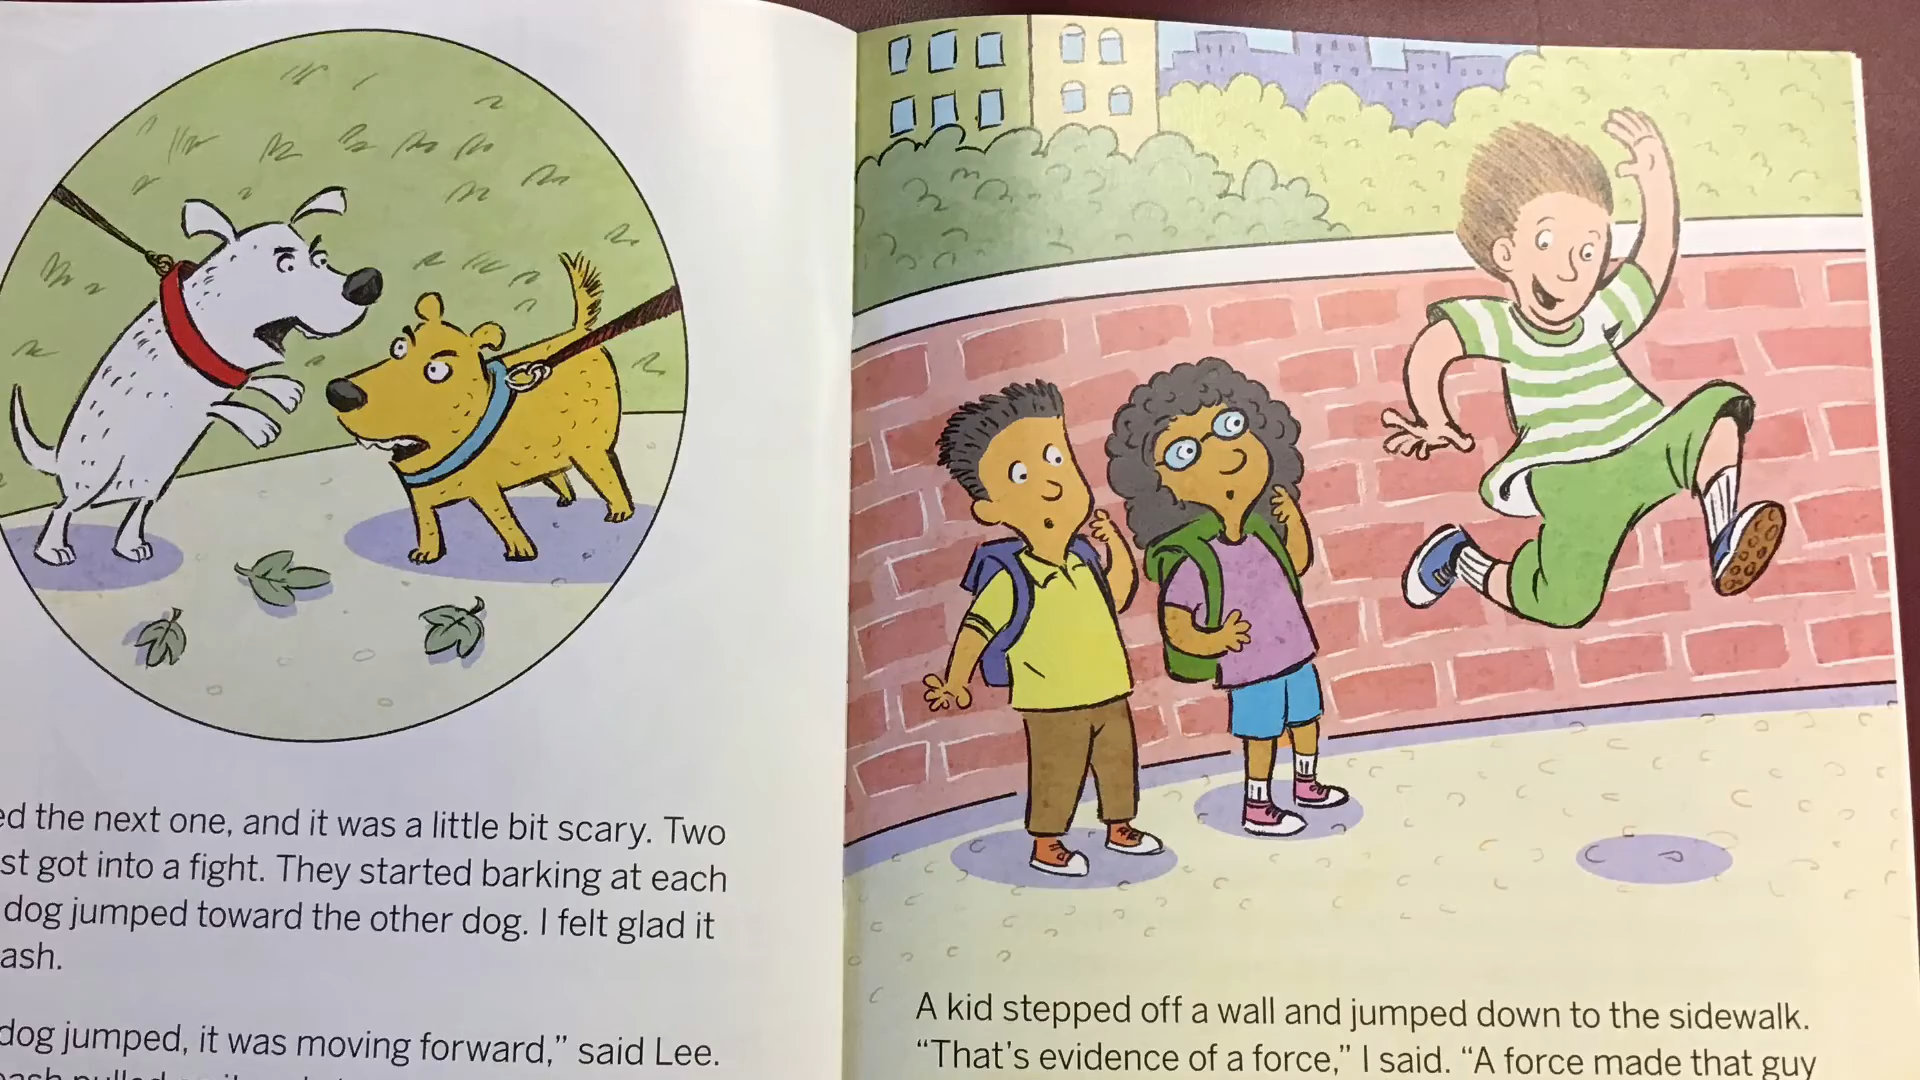 ed the next one, and it was a little bit scary. Two
st got into a fight. They started barking at each
dog jumped toward the other dog. I felt glad it
ash.
dog jumped, it was moving forward,” said Lee.
A kid stepped off a wall and jumped down to the sidewalk.
“That’s evidence of a force,” I said. “A force made that guy